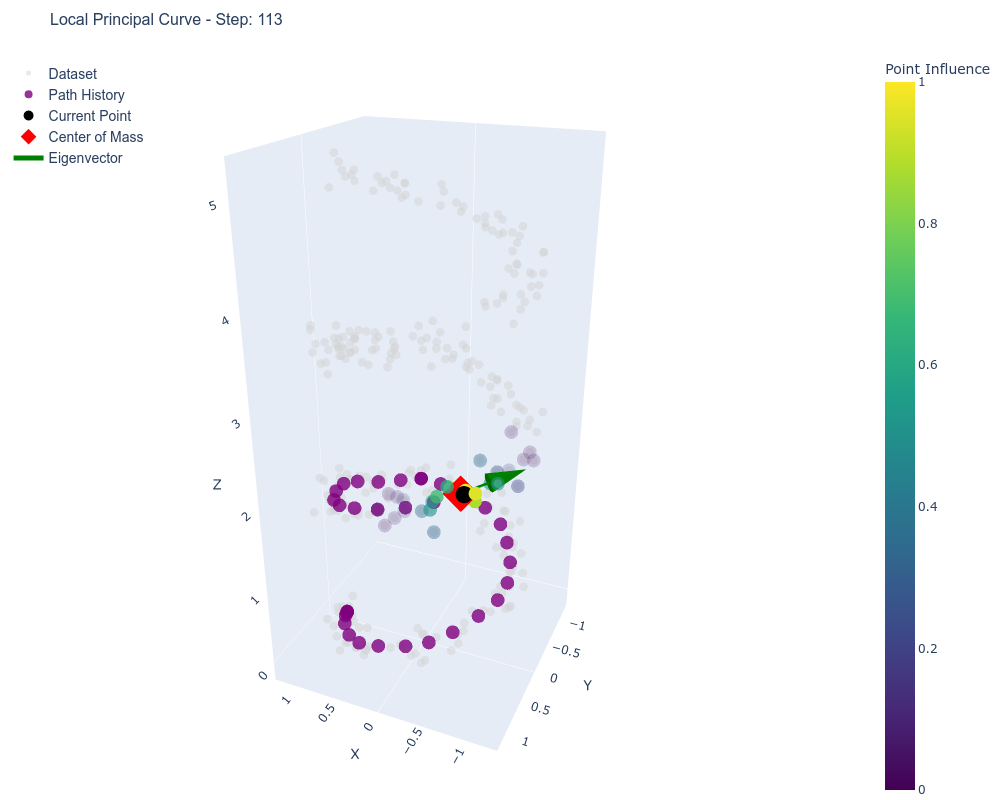 Local Principal Curve - Step: 113
Dataset
Path History
Current Point
Center of Mass
Eigenvector
Point Influence
1
0.8
0.6
0.4
0.2
0
5
4
3
Z
2
1
0
1
0.5
0
−0.5
−1
X
−1
−0.5
0
Y
0.5
1